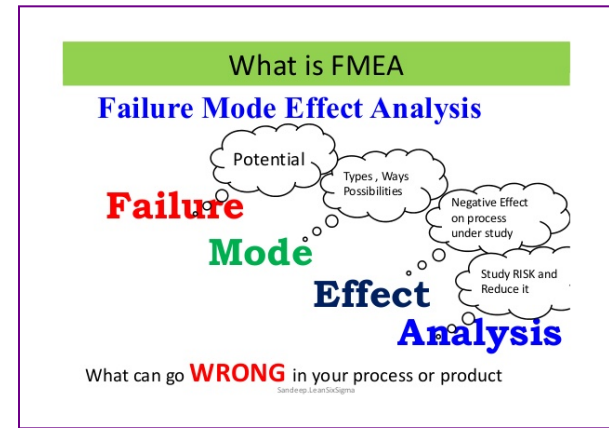 What is FMEA
Failure Mode Effect Analysis
Potential
Failure
Types , Ways
Possibilities
Mode
Negative Effect
on process
under study
Effect
Study RISK and
Reduce it
Analysis
What can go WRONG in your process or product
Sandeep.LeanSixSigma